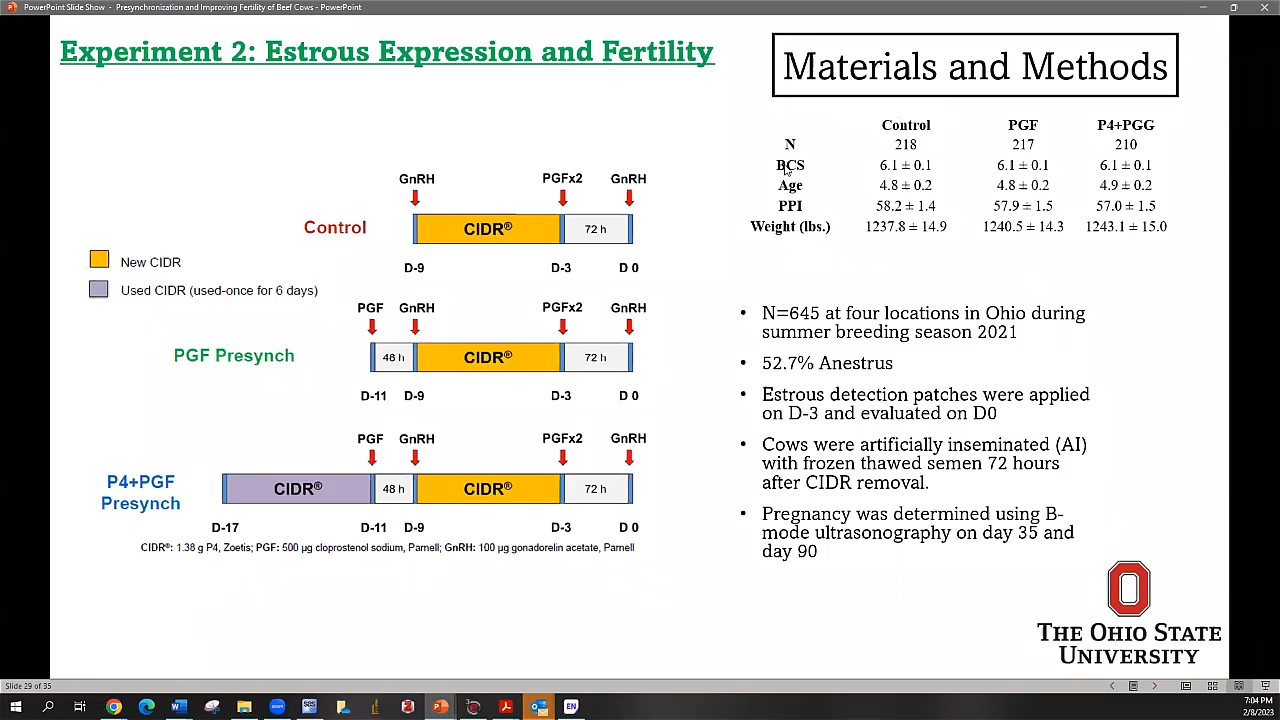 PowerPoint Slide Show - Presynchronization and Improving Fertility of Beef Cows - PowerPoint
Experiment 2: Estrous Expression and Fertility
Materials and Methods
Control PGF P4+PGG
N 218 217 210
BCS 6.1 ± 0.1 6.1 ± 0.1 6.1 ± 0.1
Age 4.8 ± 0.2 4.8 ± 0.2 4.9 ± 0.2
PPI 58.2 ± 1.4 57.9 ± 1.5 57.0 ± 1.5
Weight (lbs.) 1237.8 ± 14.9 1240.5 ± 14.3 1243.1 ± 15.0
GnRH PGFx2 GnRH
Control CIDR® 72 h
D-9 D-3 D 0
New CIDR
Used CIDR (used-once for 6 days)
PGF GnRH PGFx2 GnRH
PGF Presynch 48 h CIDR® 72 h
D-11 D-9 D-3 D 0
PGF GnRH PGFx2 GnRH
P4+PGF
Presynch
CIDR® 48 h CIDR® 72 h
D-17 D-11 D-9 D-3 D 0
CIDR®: 1.38 g P4, Zoetis; PGF: 500 µg cloprostenol sodium, Parnell; GnRH: 100 µg gonadorelin acetate, Parnell
• N=645 at four locations in Ohio during
summer breeding season 2021
• 52.7% Anestrus
• Estrous detection patches were applied
on D-3 and evaluated on D0
• Cows were artificially inseminated (AI)
with frozen thawed semen 72 hours
after CIDR removal.
• Pregnancy was determined using B-
mode ultrasonography on day 35 and
day 90
THE OHIO STATE
UNIVERSITY
Slide 29 of 35
EN
7:04 PM
2/8/2023